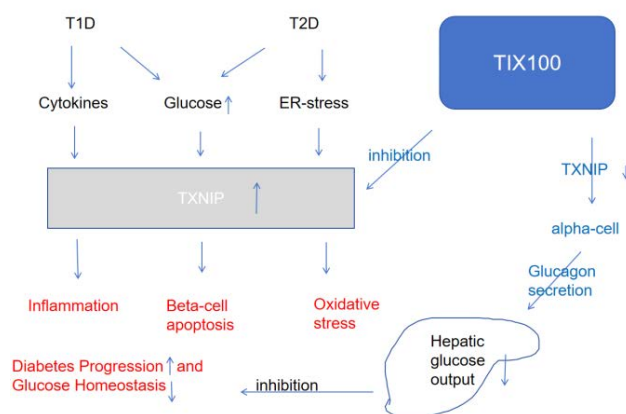 T1D
T2D
TIX100
Cytokines
Glucose
ER-stress
inhibition
TXNIP
TXNIP
alpha-cell
Glucagon
secretion
Inflammation
Beta-cell
apoptosis
Oxidative
stress
Hepatic
glucose
output
Diabetes Progression and
Glucose Homeostasis
inhibition